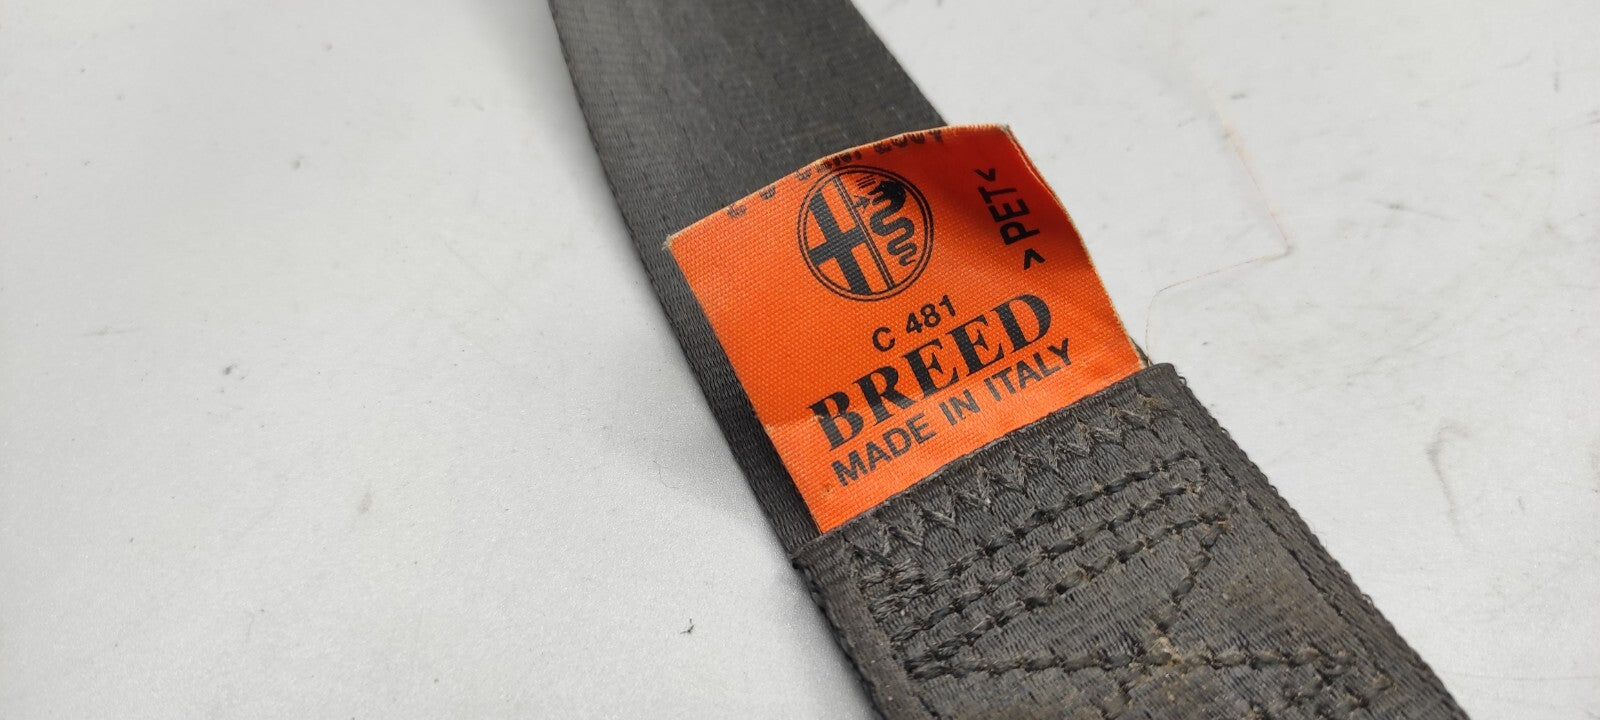 >PET<
C 481
BREED
MADE IN ITALY